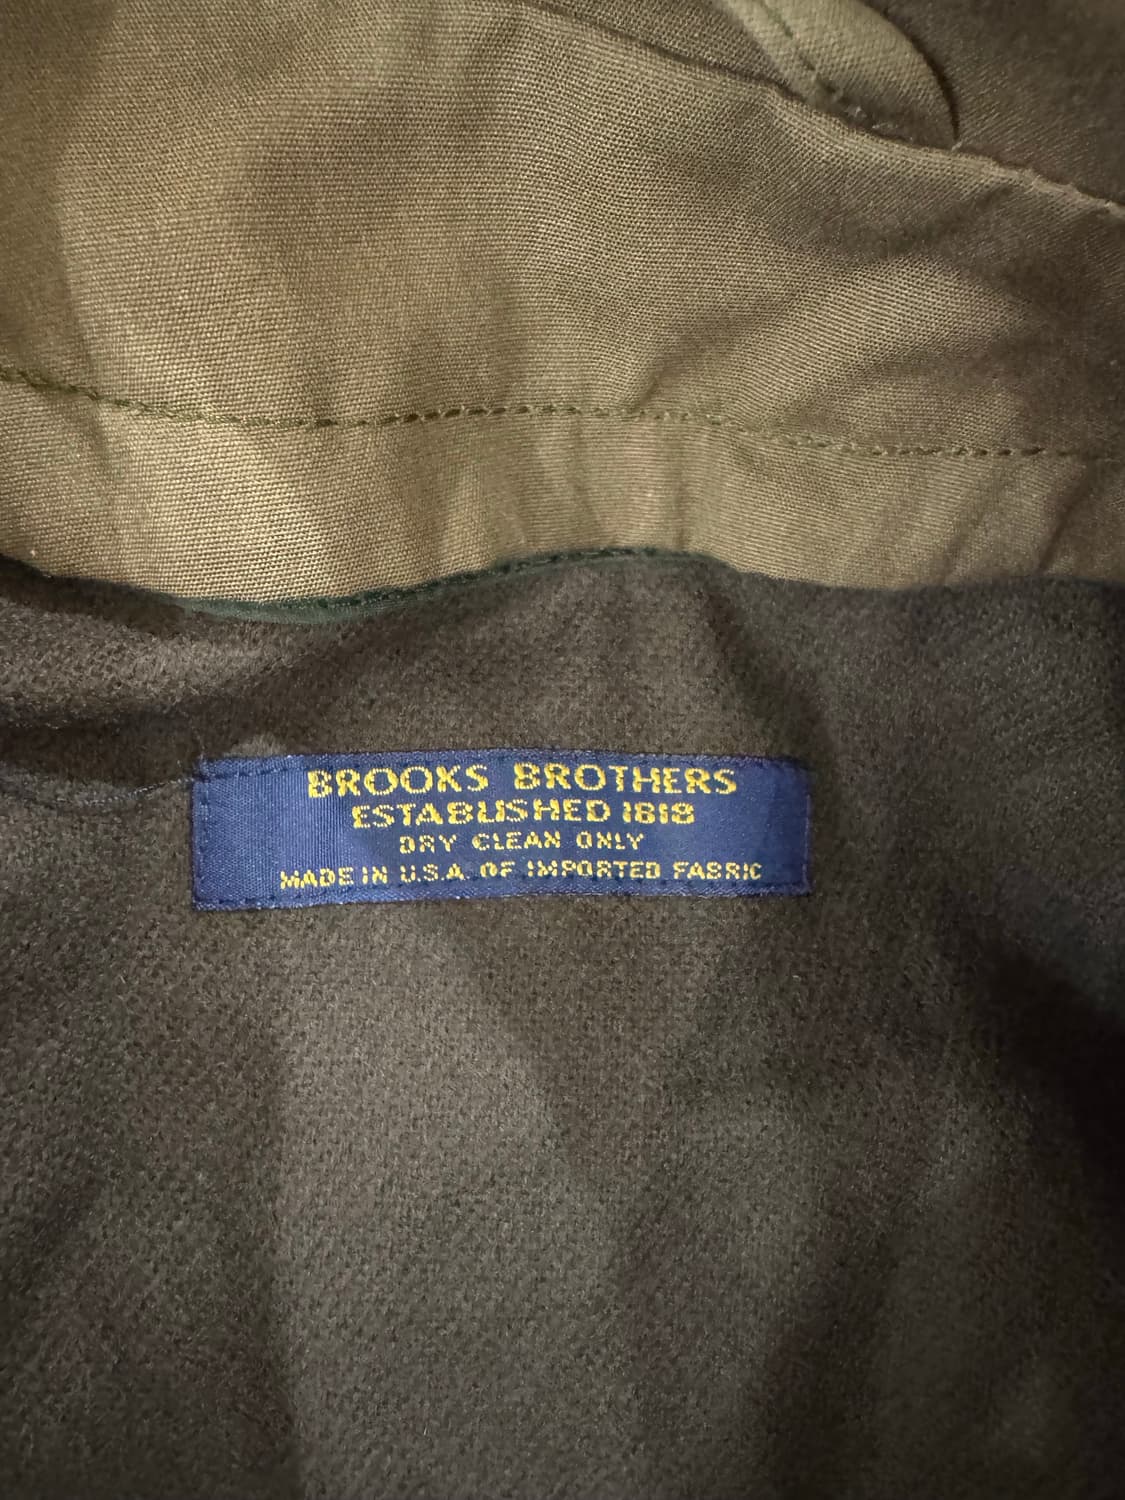 BROOKS BROTHERS
ESTABLISHED 1818
DRY CLEAN ONLY
MADE IN U.S.A. OF IMPORTED FABRIC